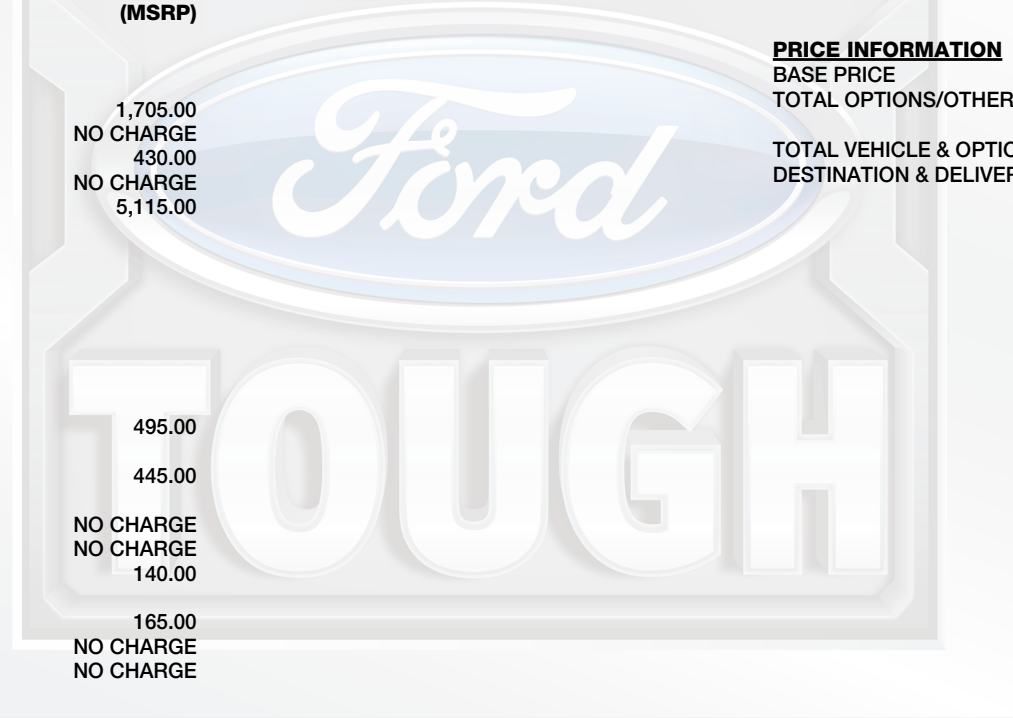 (MSRP)
1,705.00
NO CHARGE
430.00
NO CHARGE
5,115.00
495.00
445.00
NO CHARGE
NO CHARGE
140.00
165.00
NO CHARGE
NO CHARGE
PRICE INFORMATION
BASE PRICE
TOTAL OPTIONS/OTHER
TOTAL VEHICLE & OPTIO
DESTINATION & DELIVER
Ford
TOUGH